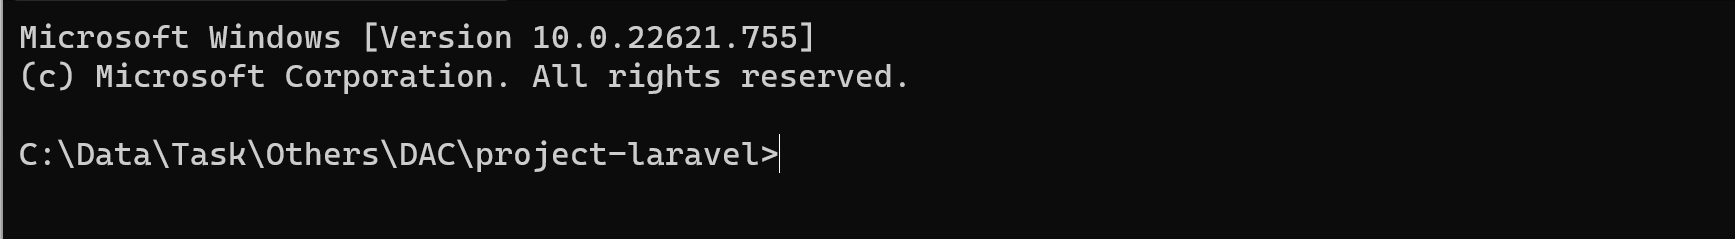 Microsoft Windows [Version 10.0.22621.755]
(c) Microsoft Corporation. All rights reserved.
C:\Data\Task\Others\DAC\project-laravel>